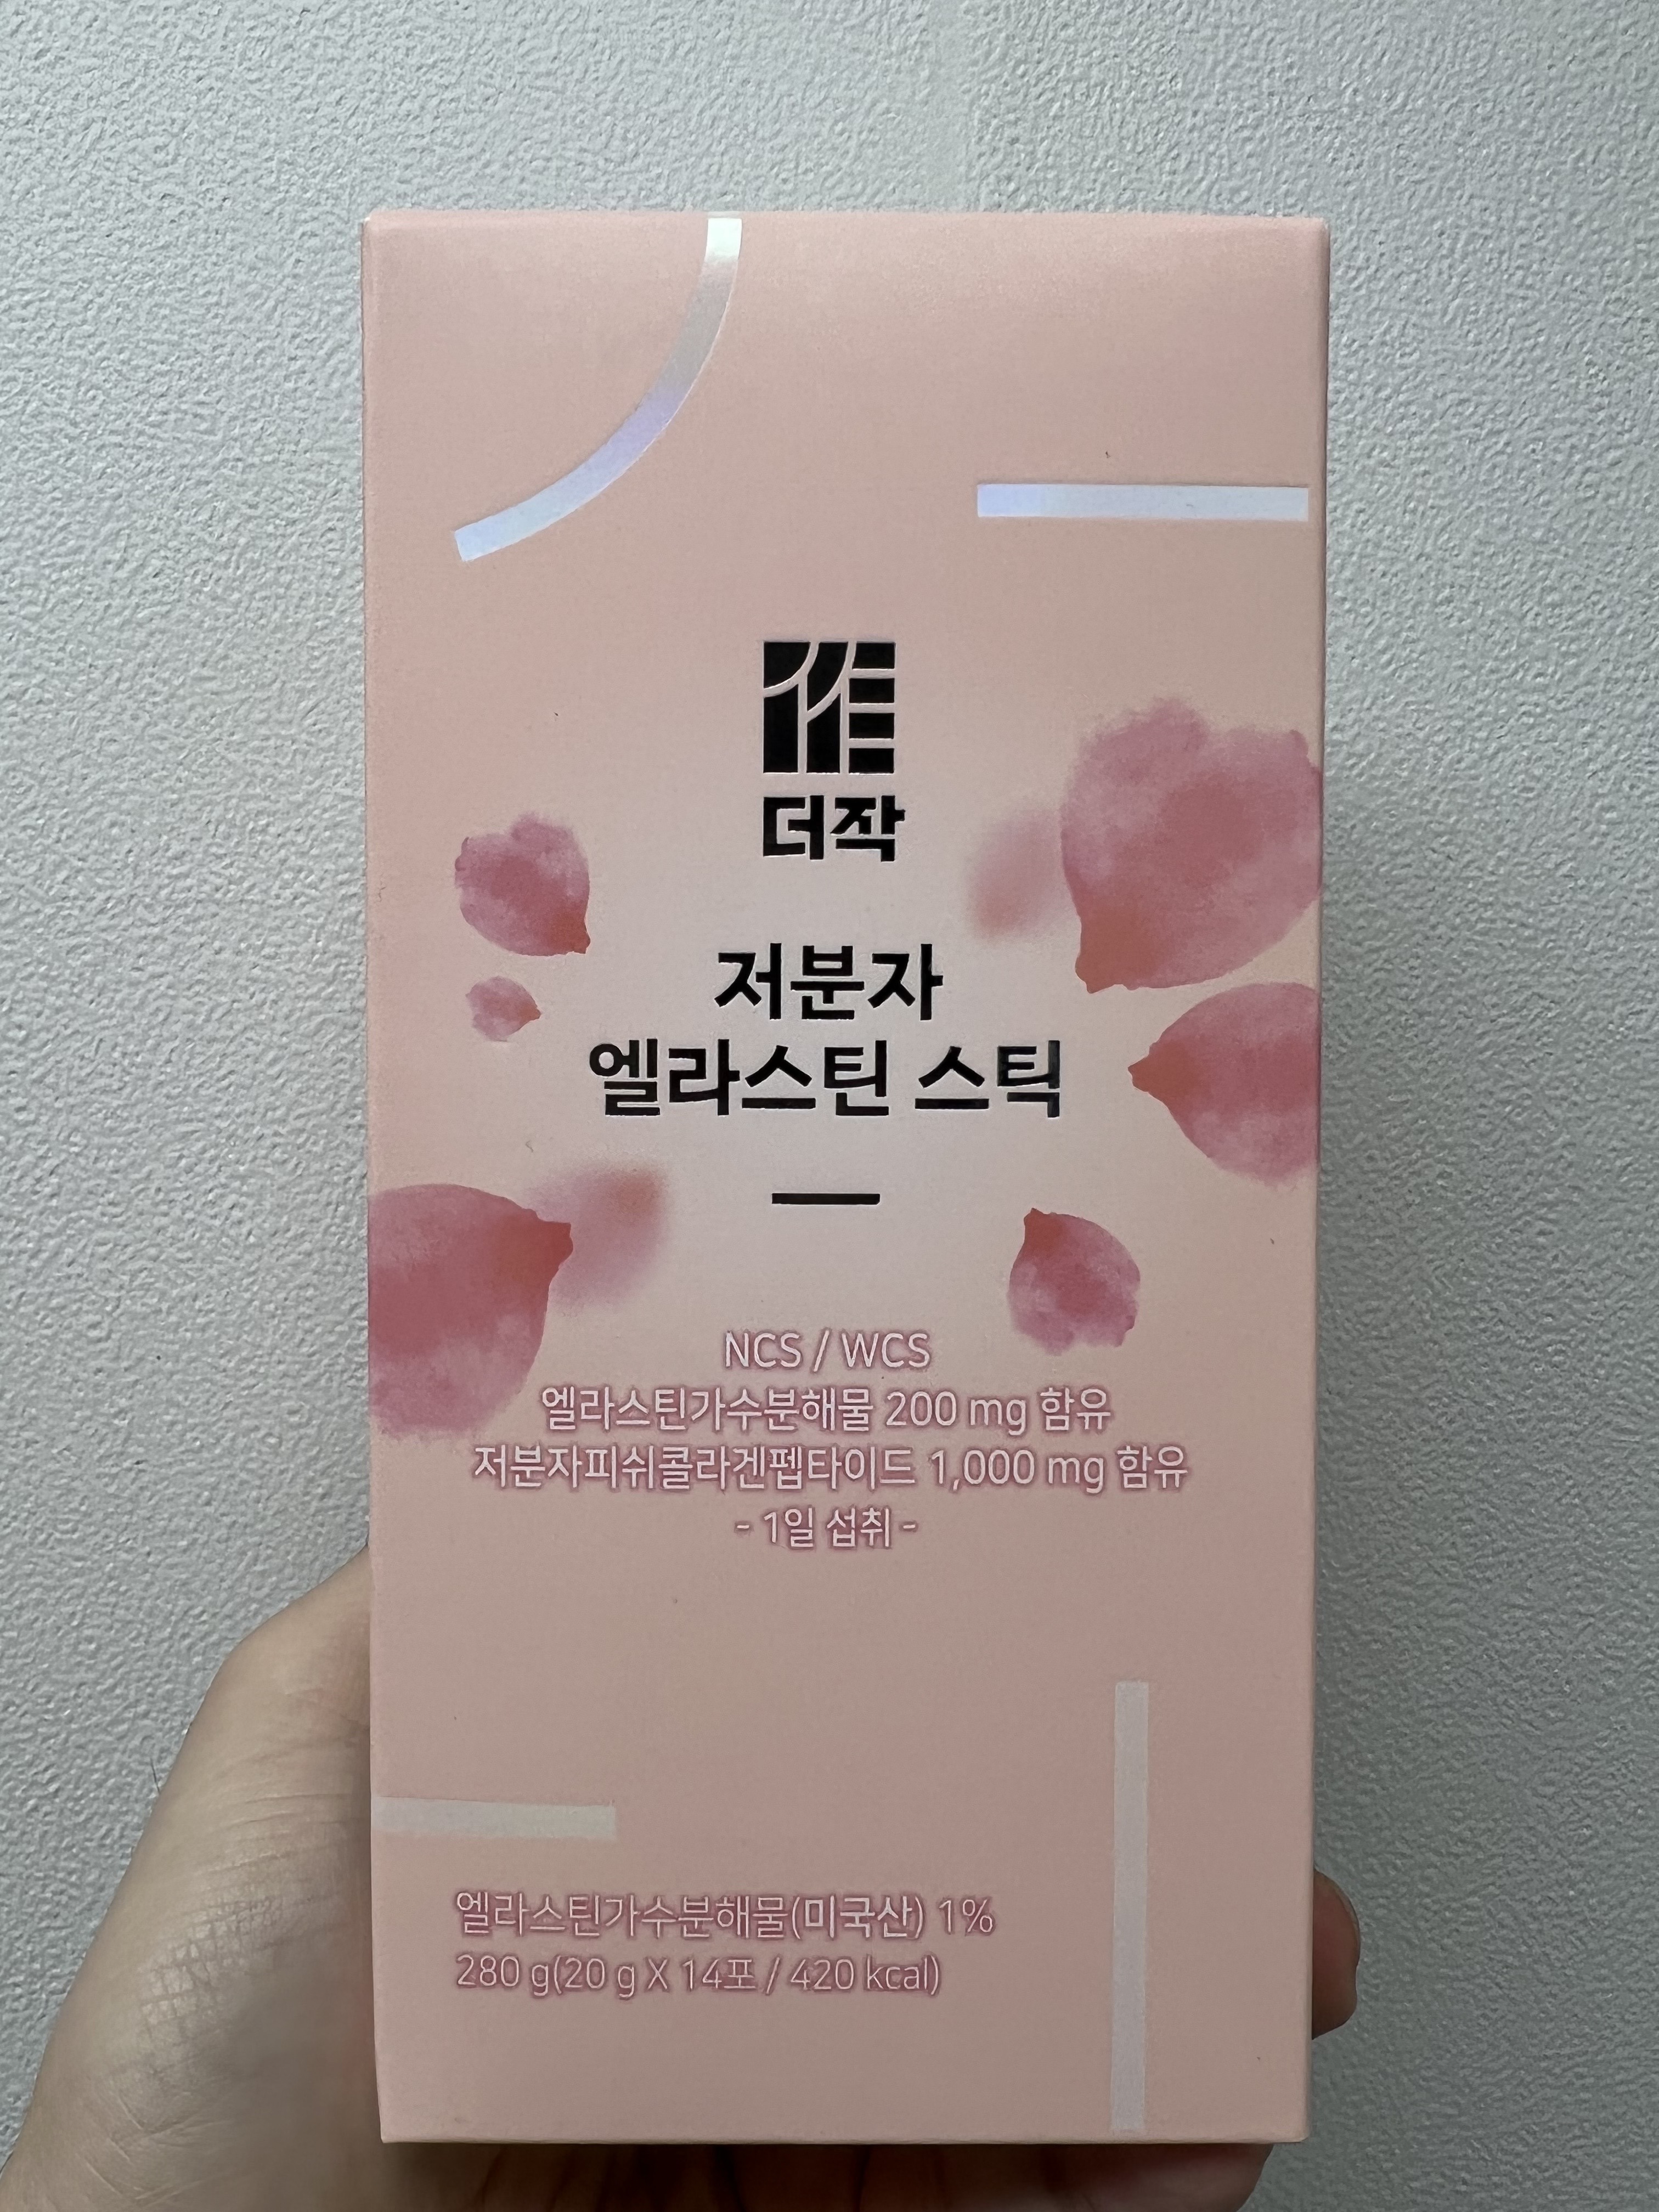 더작
저분자
엘라스틴 스틱
NCS / WCS
엘라스틴가수분해물 200 mg 함유
저분자피쉬콜라겐펩타이드 1,000 mg 함유
- 1일 섭취 -
엘라스틴가수분해물(미국산) 1%
280 g(20 g X 14포 / 420 kcal)